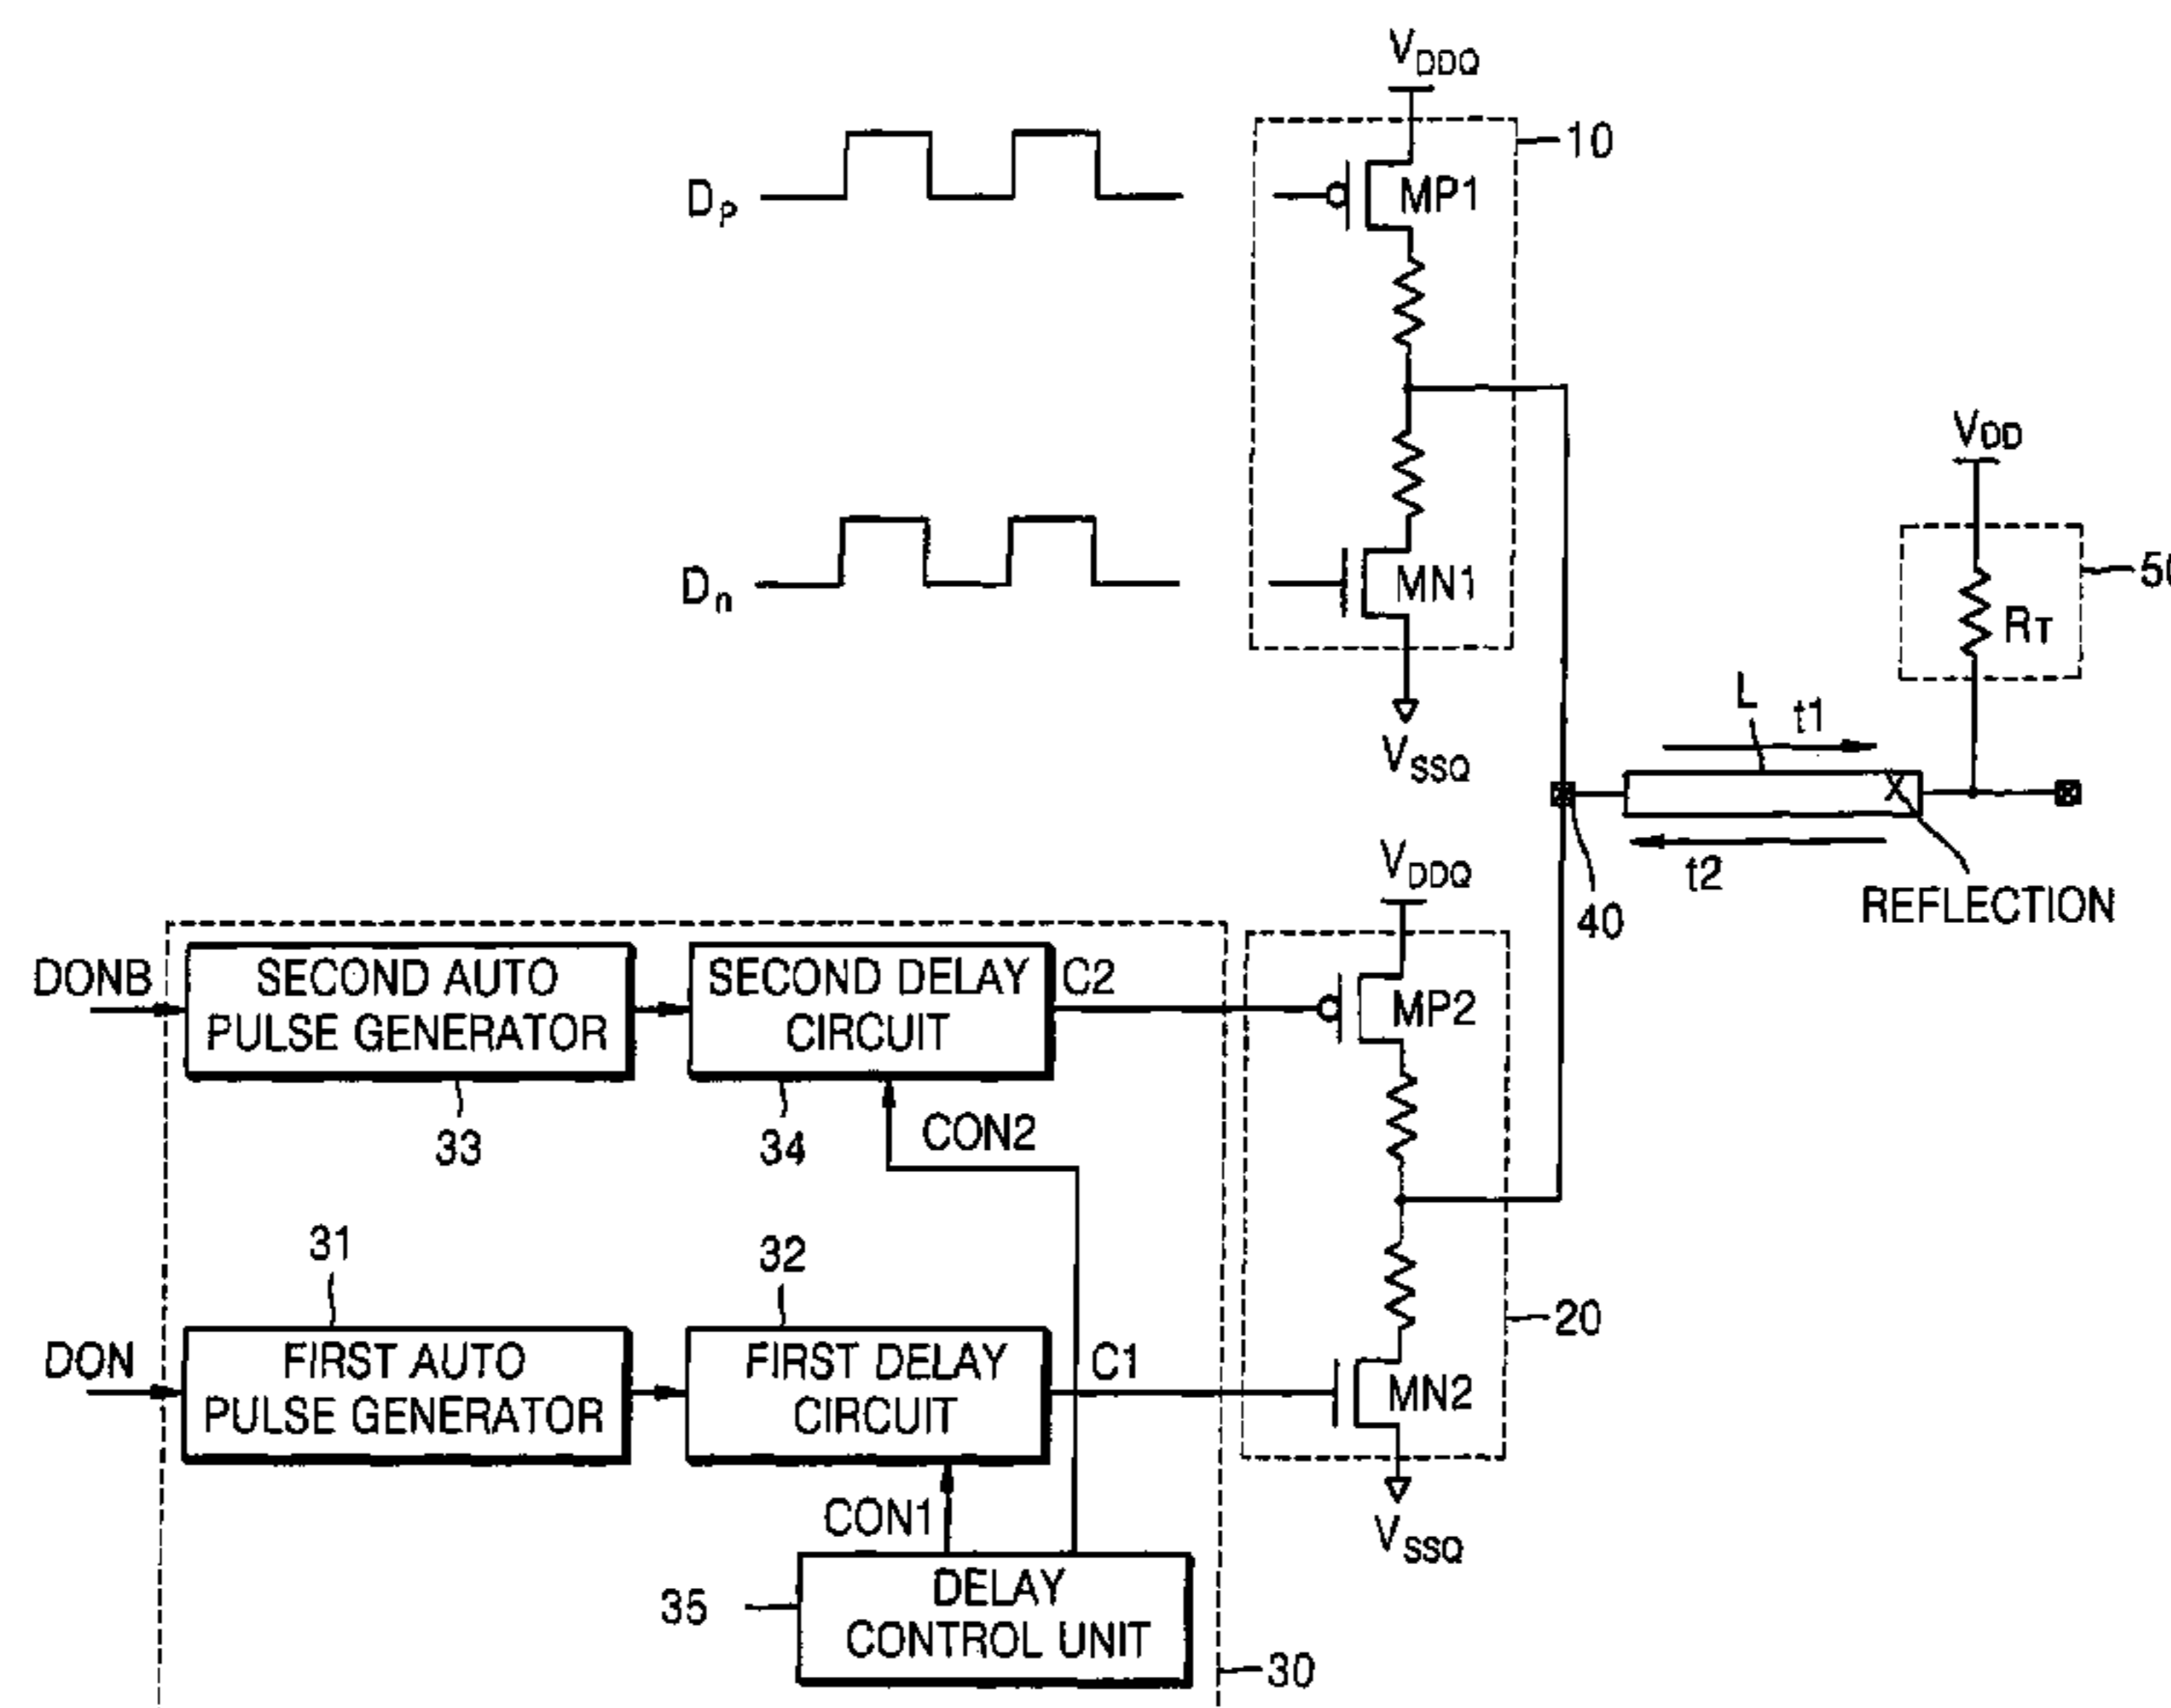 VDDQ
10
DP
MP1
Dn
MN1
VSSQ
VDD
RT
L
t1
X
t2
REFLECTION
40
VDDQ
DONB
SECOND AUTO
PULSE GENERATOR
SECOND DELAY
CIRCUIT
C2
MP2
33
34
CON2
31
32
20
DON
FIRST AUTO
PULSE GENERATOR
FIRST DELAY
CIRCUIT
C1
MN2
CON1
VSSQ
35
DELAY
CONTROL UNIT
30